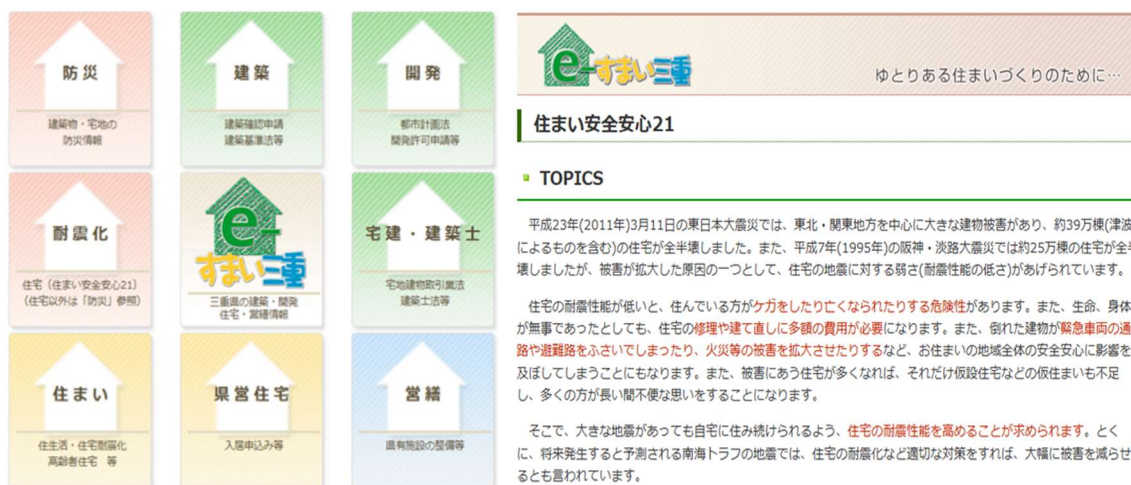 防災
建築物・宅地の
防災情報
建築
建築確認申請
建築基準法等
開発
都市計画法
開発許可申請等
耐震化
住宅（住まい安全安心21）
（住宅以外は「防災」参照）
e-すまい三重
三重県の建築・開発
住宅・営繕情報
宅建・建築士
宅地建物取引業法
建築士法等
住まい
住生活・住宅耐震化
高齢者住宅 等
県営住宅
入居申込み等
営繕
県有施設の整備等
e-すまい三重
ゆとりある住まいづくりのために…
住まい安全安心21
TOPICS
平成23年(2011年)3月11日の東日本大震災では、東北・関東地方を中心に大きな建物被害があり、約39万棟(津波
によるものを含む)の住宅が全半壊しました。また、平成7年(1995年)の阪神・淡路大震災では約25万棟の住宅が全半
壊しましたが、被害が拡大した原因の一つとして、住宅の地震に対する弱さ(耐震性能の低さ)があげられています。
住宅の耐震性能が低いと、住んでいる方がケガをしたり亡くなられたりする危険性があります。また、生命、身体
が無事であったとしても、住宅の修理や建て直しに多額の費用が必要になります。また、倒れた建物が緊急車両の通
路や避難路をふさいでしまったり、火災等の被害を拡大させたりするなど、お住まいの地域全体の安全安心に影響を
及ぼしてしまうことにもなります。また、被害にあう住宅が多くなれば、それだけ仮設住宅などの仮住まいも不足
し、多くの方が長い間不便な思いをすることになります。
そこで、大きな地震があっても自宅に住み続けられるよう、住宅の耐震性能を高めることが求められます。とく
に、将来発生すると予測される南海トラフの地震では、住宅の耐震化など適切な対策をすれば、大幅に被害を減らせ
るとも言われています。